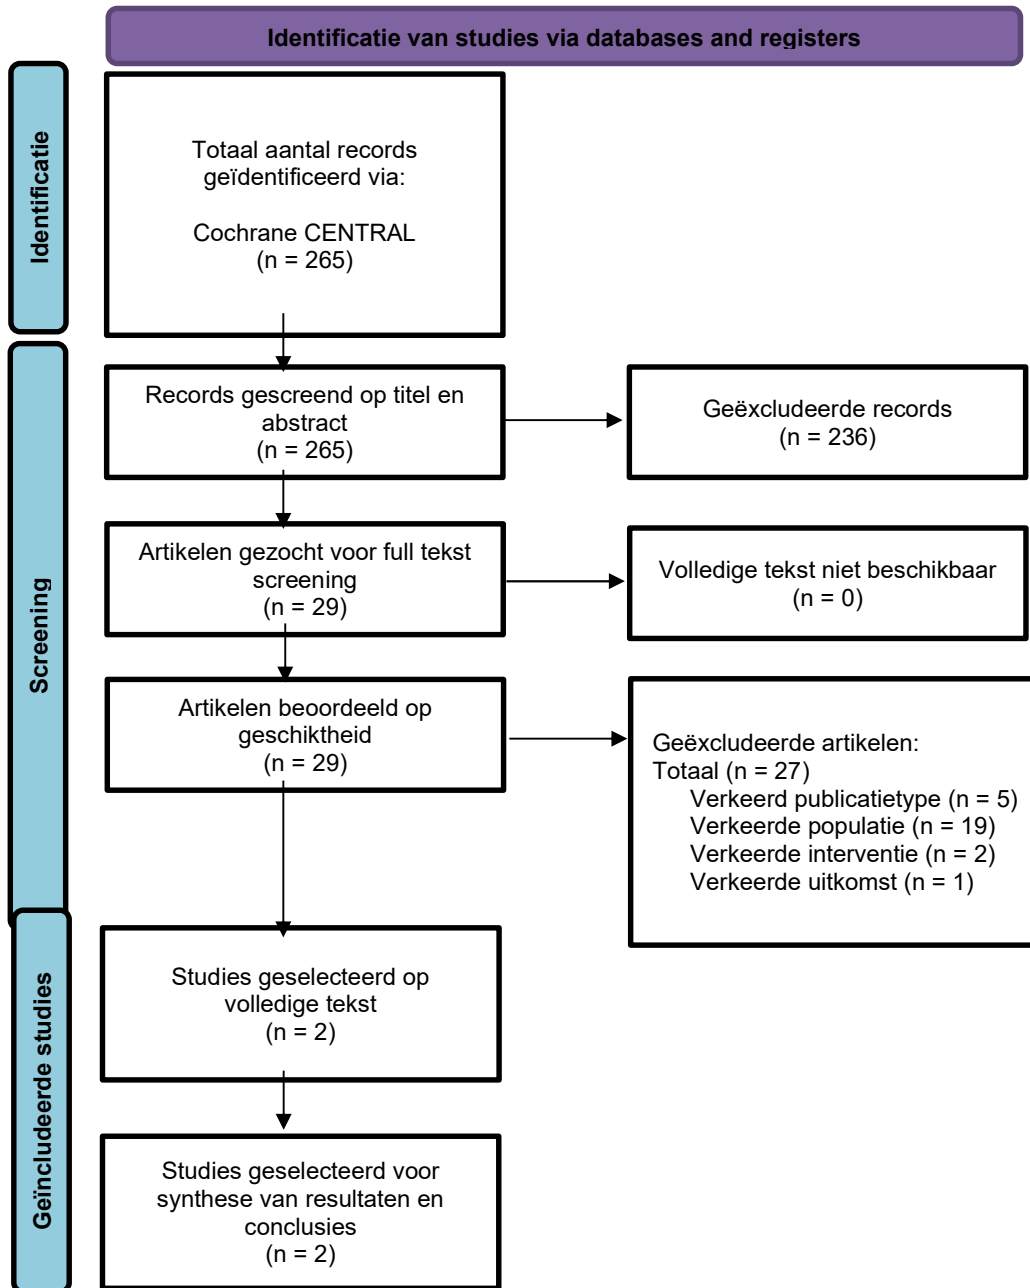 Identificatie van studies via databases and registers
Identificatie
Totaal aantal records
geïdentificeerd via:
Cochrane CENTRAL
(n = 265)
Screening
Records gescreend op titel en
abstract
(n = 265)
Geëxcludeerde records
(n = 236)
Artikelen gezocht voor full tekst
screening
(n = 29)
Volledige tekst niet beschikbaar
(n = 0)
Artikelen beoordeeld op
geschiktheid
(n = 29)
Geëxcludeerde artikelen:
Totaal (n = 27)
Verkeerd publicatietype (n = 5)
Verkeerde populatie (n = 19)
Verkeerde interventie (n = 2)
Verkeerde uitkomst (n = 1)
Geïncludeerde studies
Studies geselecteerd op
volledige tekst
(n = 2)
Studies geselecteerd voor
synthese van resultaten en
conclusies
(n = 2)